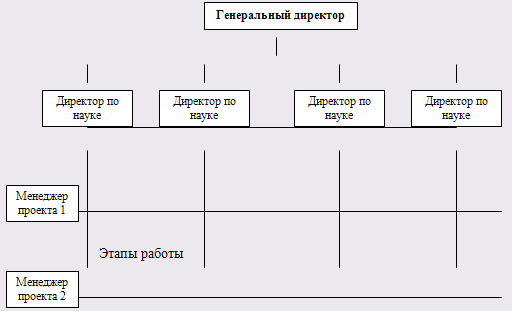 Генеральный директор
Директор по
науке
Директор по
науке
Директор по
науке
Директор по
науке
Менеджер
проекта 1
Этапы работы
Менеджер
проекта 2